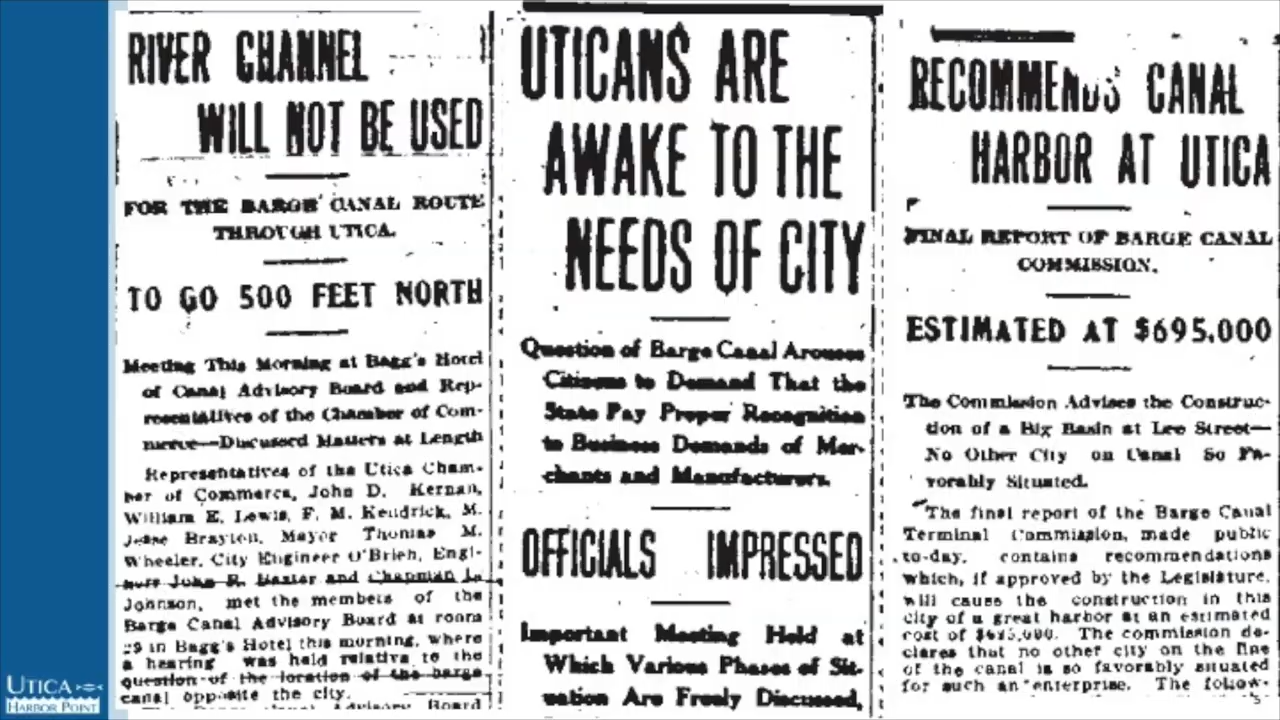 RIVER CHANNEL
WILL NOT BE USED
FOR THE BARGE CANAL ROUTE
THROUGH UTICA.
TO GO 500 FEET NORTH
Meeting This Morning at Bagg's Hotel
of Canal Advisory Board and Rep-
resentatives of the Chamber of Com-
merce—Discussed Matters at Length
Representatives of the Utica Cham-
ber of Commerce, John D. Kernan,
William E. Lewis, F. M. Kendrick, M.
Jesse Brayton, Mayor Thomas M.
Wheeler, City Engineer O'Brien, Engi-
neer John R. Baxter and Chapman L.
Johnson, met the members of the
Barge Canal Advisory Board at room
in Bagg's Hotel this morning, where
a hearing was held relative to the
question of the location of the barge
canal opposite the city.
Advisory Board
UTICANS ARE
AWAKE TO THE
NEEDS OF CITY
Question of Barge Canal Arouses
Citizens to Demand That the
State Pay Proper Recognition
to Business Demands of Mer-
chants and Manufacturers.
OFFICIALS IMPRESSED
Important Meeting Held at
Which Various Phases of Sit-
uation Are Freely Discussed,
RECOMMENDS CANAL
HARBOR AT UTICA
FINAL REPORT OF BARGE CANAL
COMMISSION.
ESTIMATED AT $695,000
The Commission Advises the Construc-
tion of a Big Basin at Lee Street—
No Other City on Canal So Fa-
vorably Situated.
The final report of the Barge Canal
Terminal Commission, made public
to-day, contains recommendations
which, if approved by the Legislature,
will cause the construction in this
city of a great harbor at an estimated
cost of $695,000. The commission de-
clares that no other city on the line
of the canal is so favorably situated
for such an enterprise. The follow-
UTICA
HARBOR POINT
5